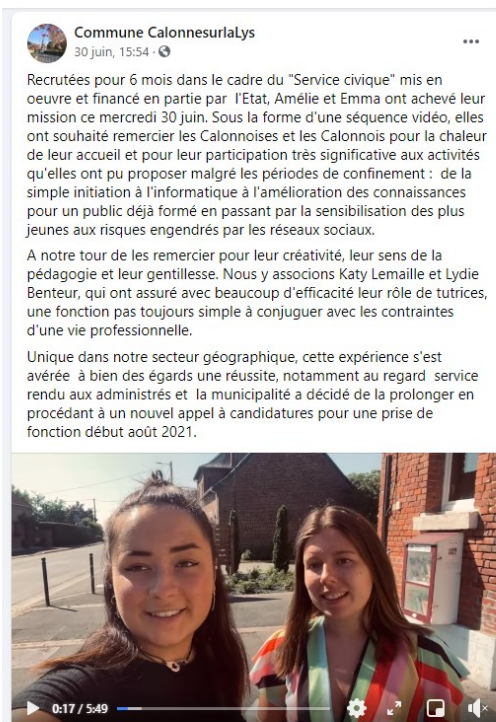 Commune CalonnesurlaLys
30 juin, 15:54 ·
Recrutées pour 6 mois dans le cadre du "Service civique" mis en
oeuvre et financé en partie par l'Etat, Amélie et Emma ont achevé leur
mission ce mercredi 30 juin. Sous la forme d'une séquence vidéo, elles
ont souhaité remercier les Calonnoises et les Calonnois pour la chaleur
de leur accueil et pour leur participation très significative aux activités
qu'elles ont pu proposer malgré les périodes de confinement : de la
simple initiation à l'informatique à l'amélioration des connaissances
pour un public déjà formé en passant par la sensibilisation des plus
jeunes aux risques engendrés par les réseaux sociaux.
A notre tour de les remercier pour leur créativité, leur sens de la
pédagogie et leur gentillesse. Nous y associons Katy Lemaille et Lydie
Benteur, qui ont assuré avec beaucoup d'efficacité leur rôle de tutrices,
une fonction pas toujours simple à conjuguer avec les contraintes
d'une vie professionnelle.
Unique dans notre secteur géographique, cette expérience s'est
avérée à bien des égards une réussite, notamment au regard service
rendu aux administrés et la municipalité a décidé de la prolonger en
procédant à un nouvel appel à candidatures pour une prise de
fonction début août 2021.
0:17 / 5:49